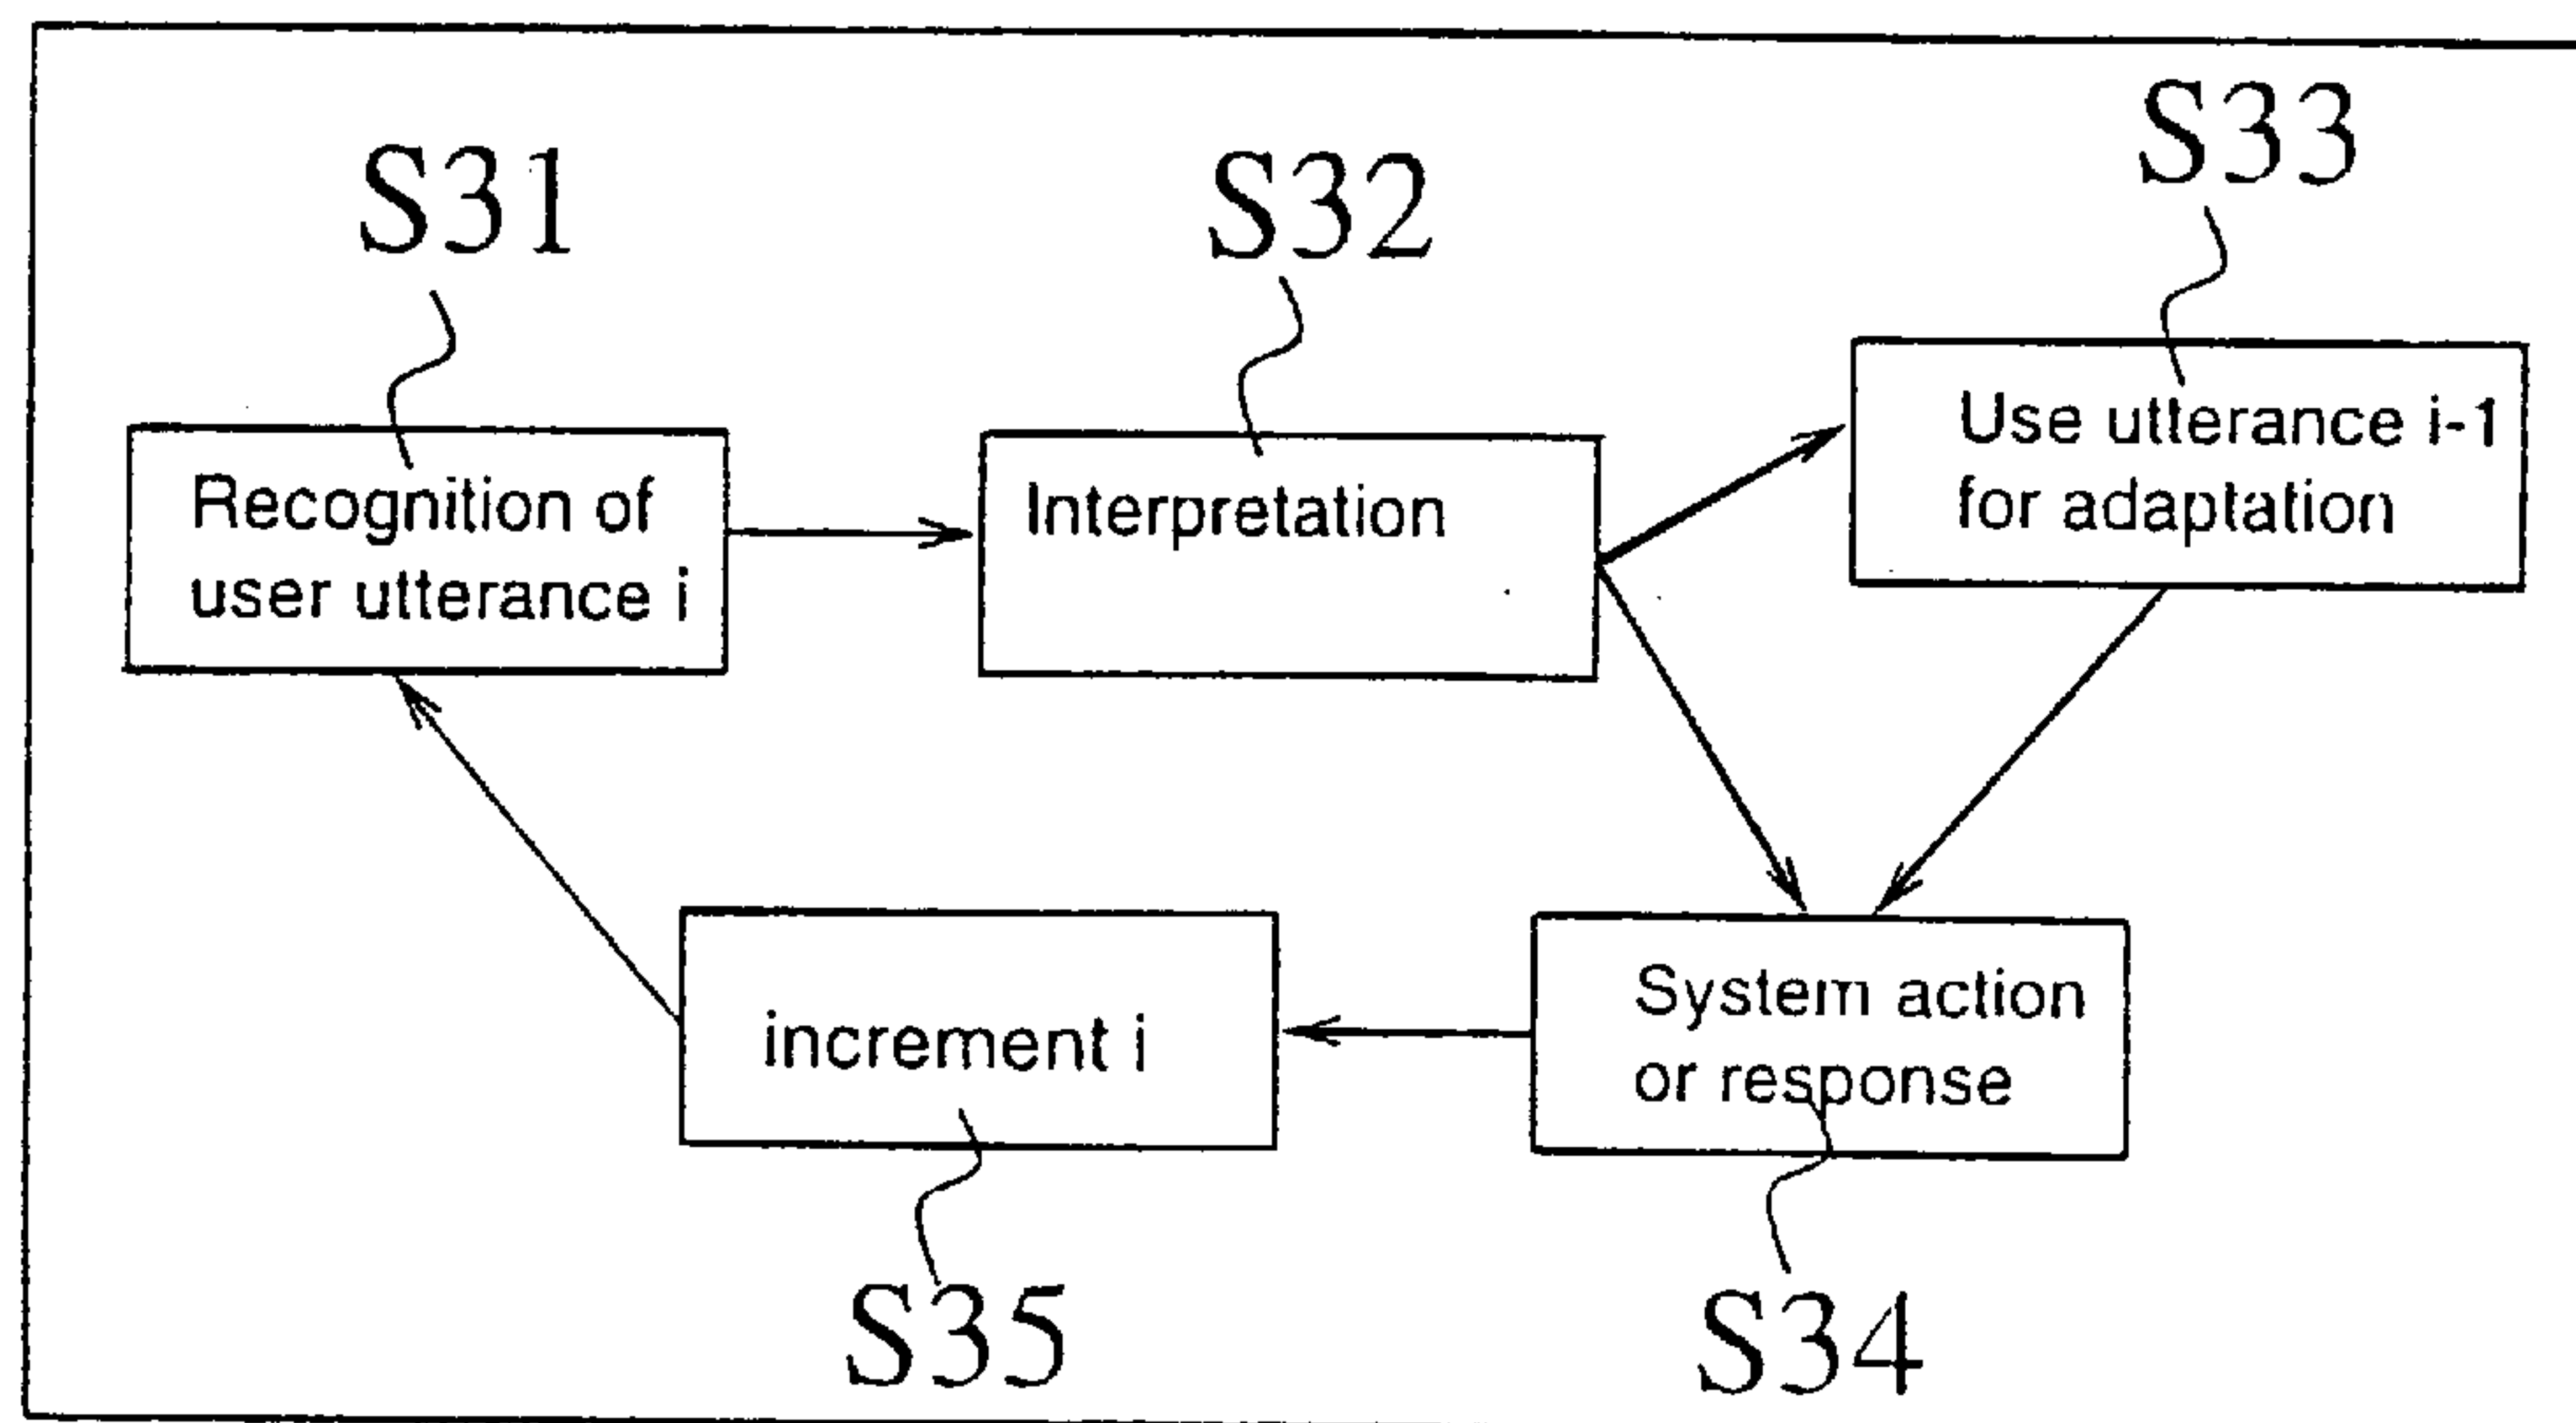 S31
S32
S33
Recognition of
user utterance i
Interpretation
Use utterance i-1
for adaptation
increment i
System action
or response
S35
S34